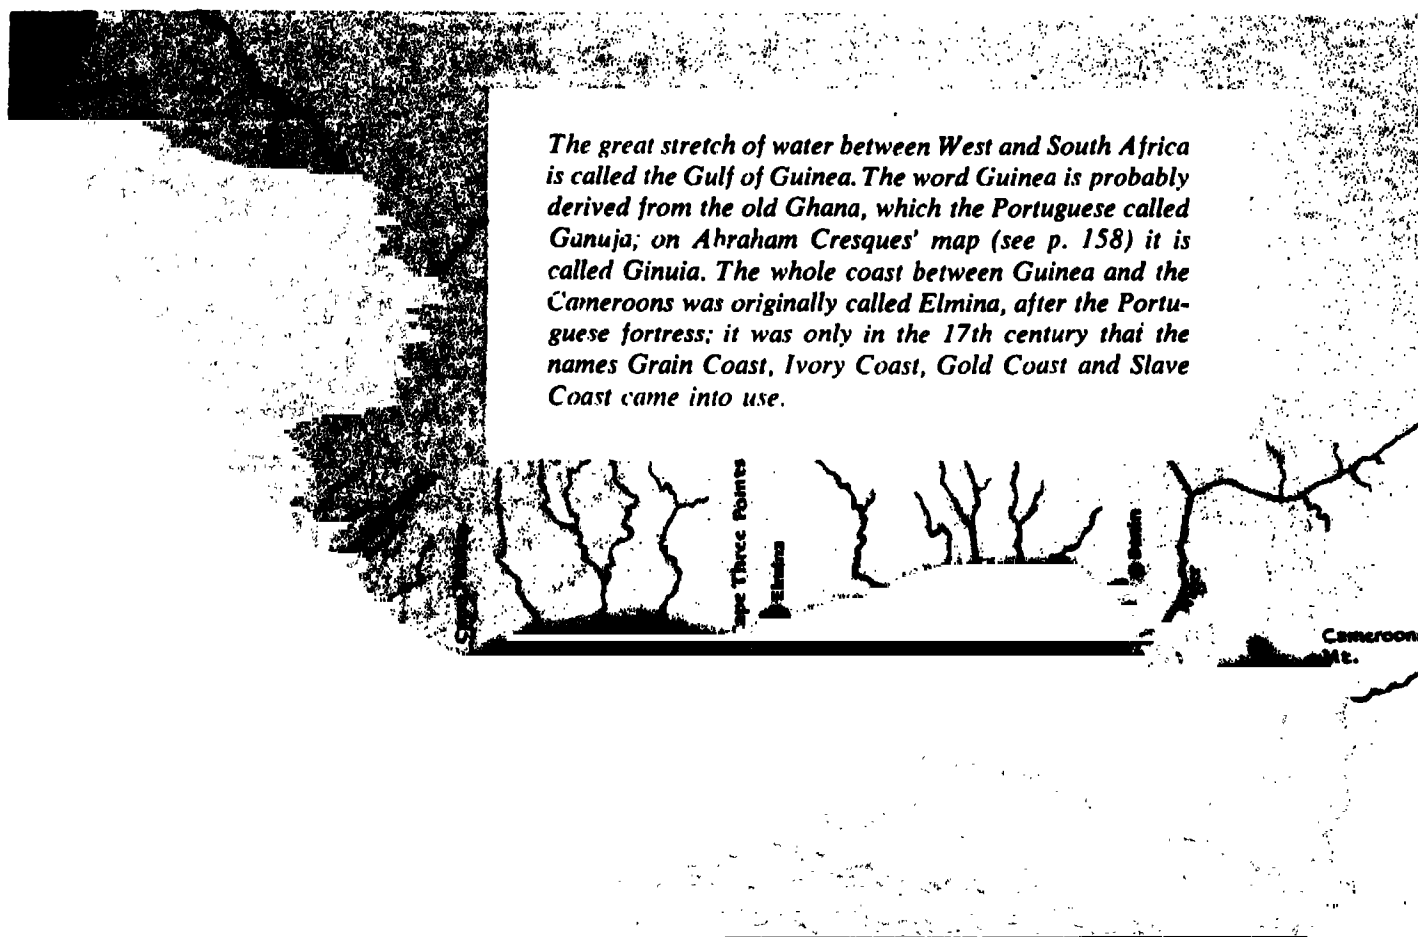 The great stretch of water between West and South Africa
is called the Gulf of Guinea. The word Guinea is probably
derived from the old Ghana, which the Portuguese called
Ganuja; on Abraham Cresques' map (see p. 158) it is
called Ginuia. The whole coast between Guinea and the
Cameroons was originally called Elmina, after the Portu-
guese fortress; it was only in the 17th century that the
names Grain Coast, Ivory Coast, Gold Coast and Slave
Coast came into use.
ape Three Points
Elmina
Benin
Cameroons
Mt.